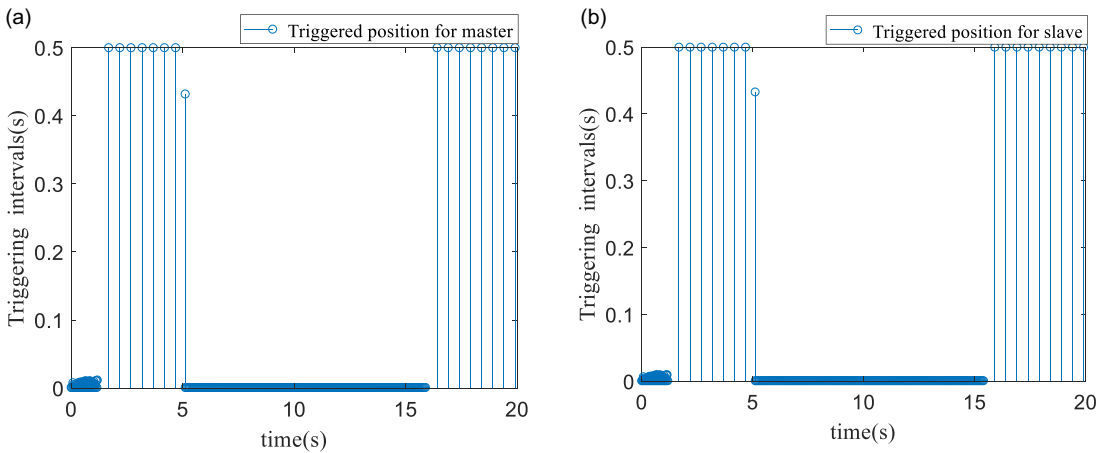 (a)
Triggered position for master
0.5
0.4
0.3
0.2
0.1
0
Triggering intervals(s)
0 5 10 15 20
time(s)
(b)
Triggered position for slave
0.5
0.4
0.3
0.2
0.1
0
Triggering intervals(s)
0 5 10 15 20
time(s)